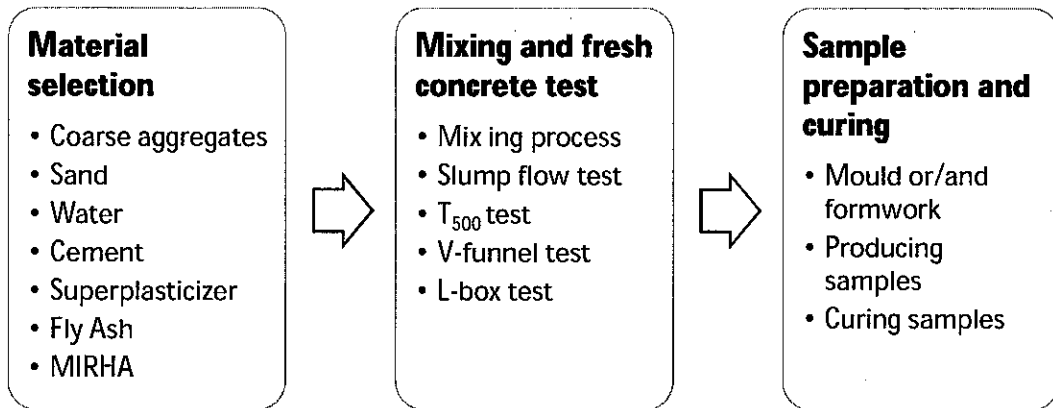 Material
selection
• Coarse aggregates
• Sand
• Water
• Cement
• Superplasticizer
• Fly Ash
• MIRHA
Mixing and fresh
concrete test
• Mix ing process
• Slump flow test
• T500 test
• V-funnel test
• L-box test
Sample
preparation and
curing
• Mould or/and
formwork
• Producing
samples
• Curing samples